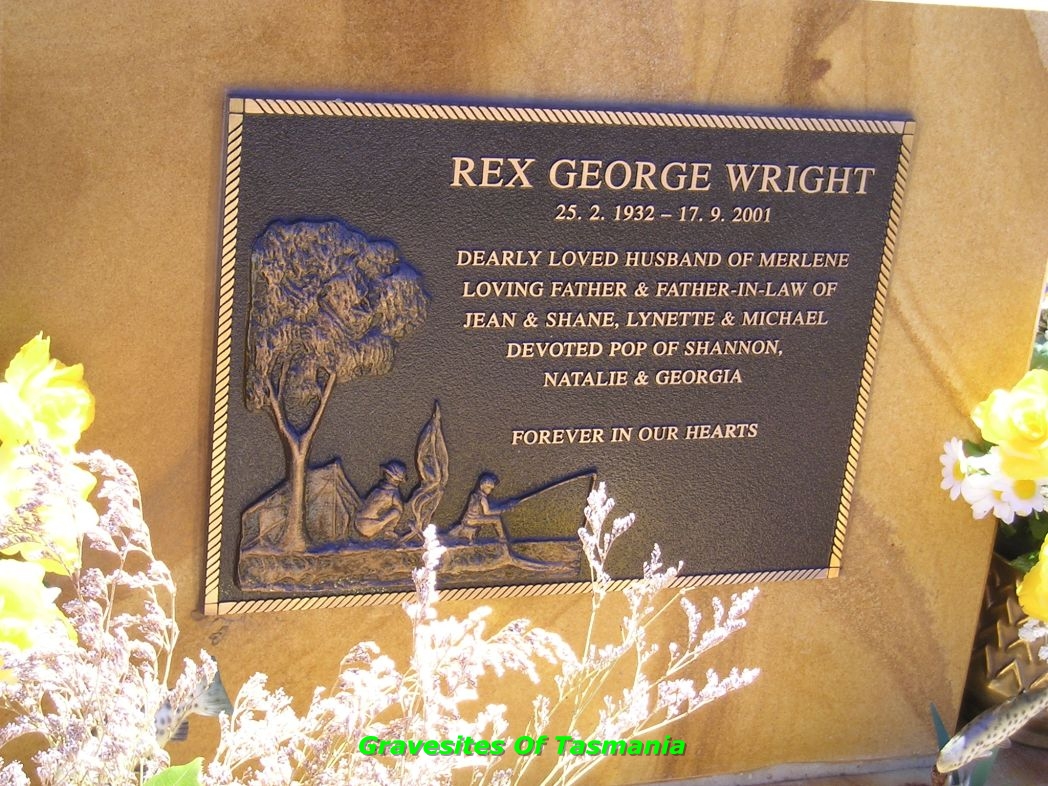 REX GEORGE WRIGHT
25. 2. 1932 – 17. 9. 2001
DEARLY LOVED HUSBAND OF MERLENE
LOVING FATHER & FATHER-IN-LAW OF
JEAN & SHANE, LYNETTE & MICHAEL
DEVOTED POP OF SHANNON,
NATALIE & GEORGIA
FOREVER IN OUR HEARTS
Gravesites Of Tasmania